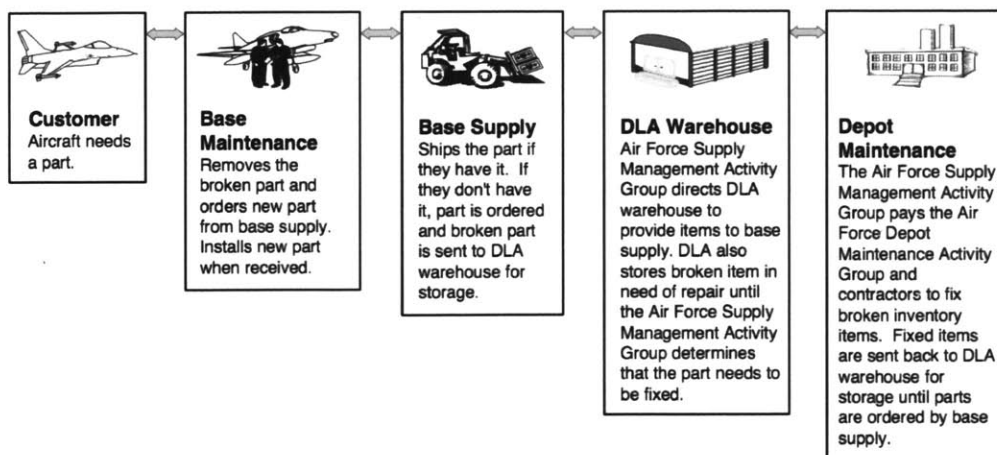 Customer
Aircraft needs
a part.
Base
Maintenance
Removes the
broken part and
orders new part
from base supply.
Installs new part
when received.
Base Supply
Ships the part if
they have it. If
they don't have
it, part is ordered
and broken part
is sent to DLA
warehouse for
storage.
DLA Warehouse
Air Force Supply
Management Activity
Group directs DLA
warehouse to
provide items to base
supply. DLA also
stores broken item in
need of repair until
the Air Force Supply
Management Activity
Group determines
that the part needs to
be fixed.
Depot
Maintenance
The Air Force Supply
Management Activity
Group pays the Air
Force Depot
Maintenance Activity
Group and
contractors to fix
broken inventory
items. Fixed items
are sent back to DLA
warehouse for
storage until parts
are ordered by base
supply.